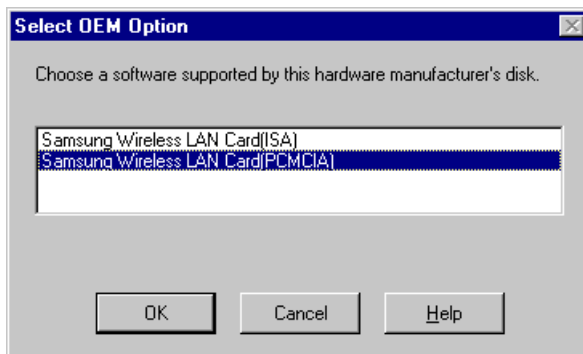 Select OEM Option
Choose a software supported by this hardware manufacturer's disk.
Samsung Wireless LAN Card(ISA)
Samsung Wireless LAN Card(PCMCIA)
OK Cancel Help